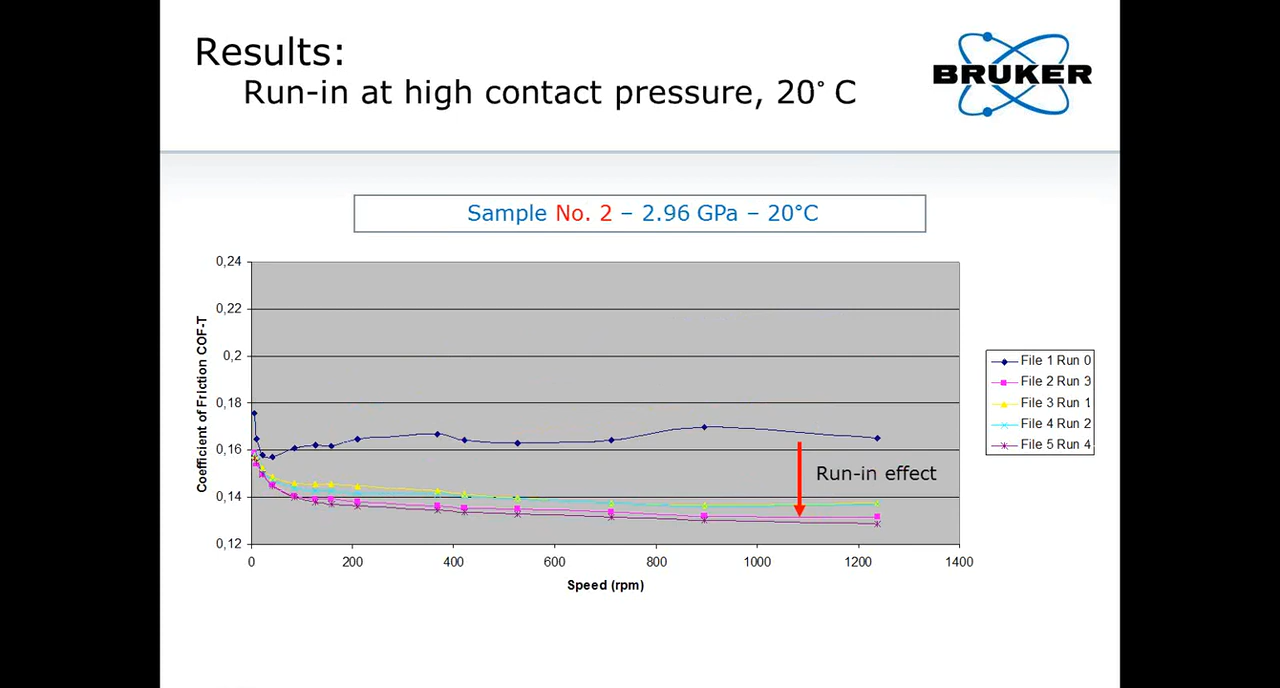 Results:
Run-in at high contact pressure, 20° C
BRUKER
Sample No. 2 – 2.96 GPa – 20°C
0,24
0,22
0,2
0,18
0,16
0,14
0,12
Coefficient of Friction COF-T
0
200
400
600
800
1000
1200
1400
Speed (rpm)
Run-in effect
File 1 Run 0
File 2 Run 3
File 3 Run 1
File 4 Run 2
File 5 Run 4